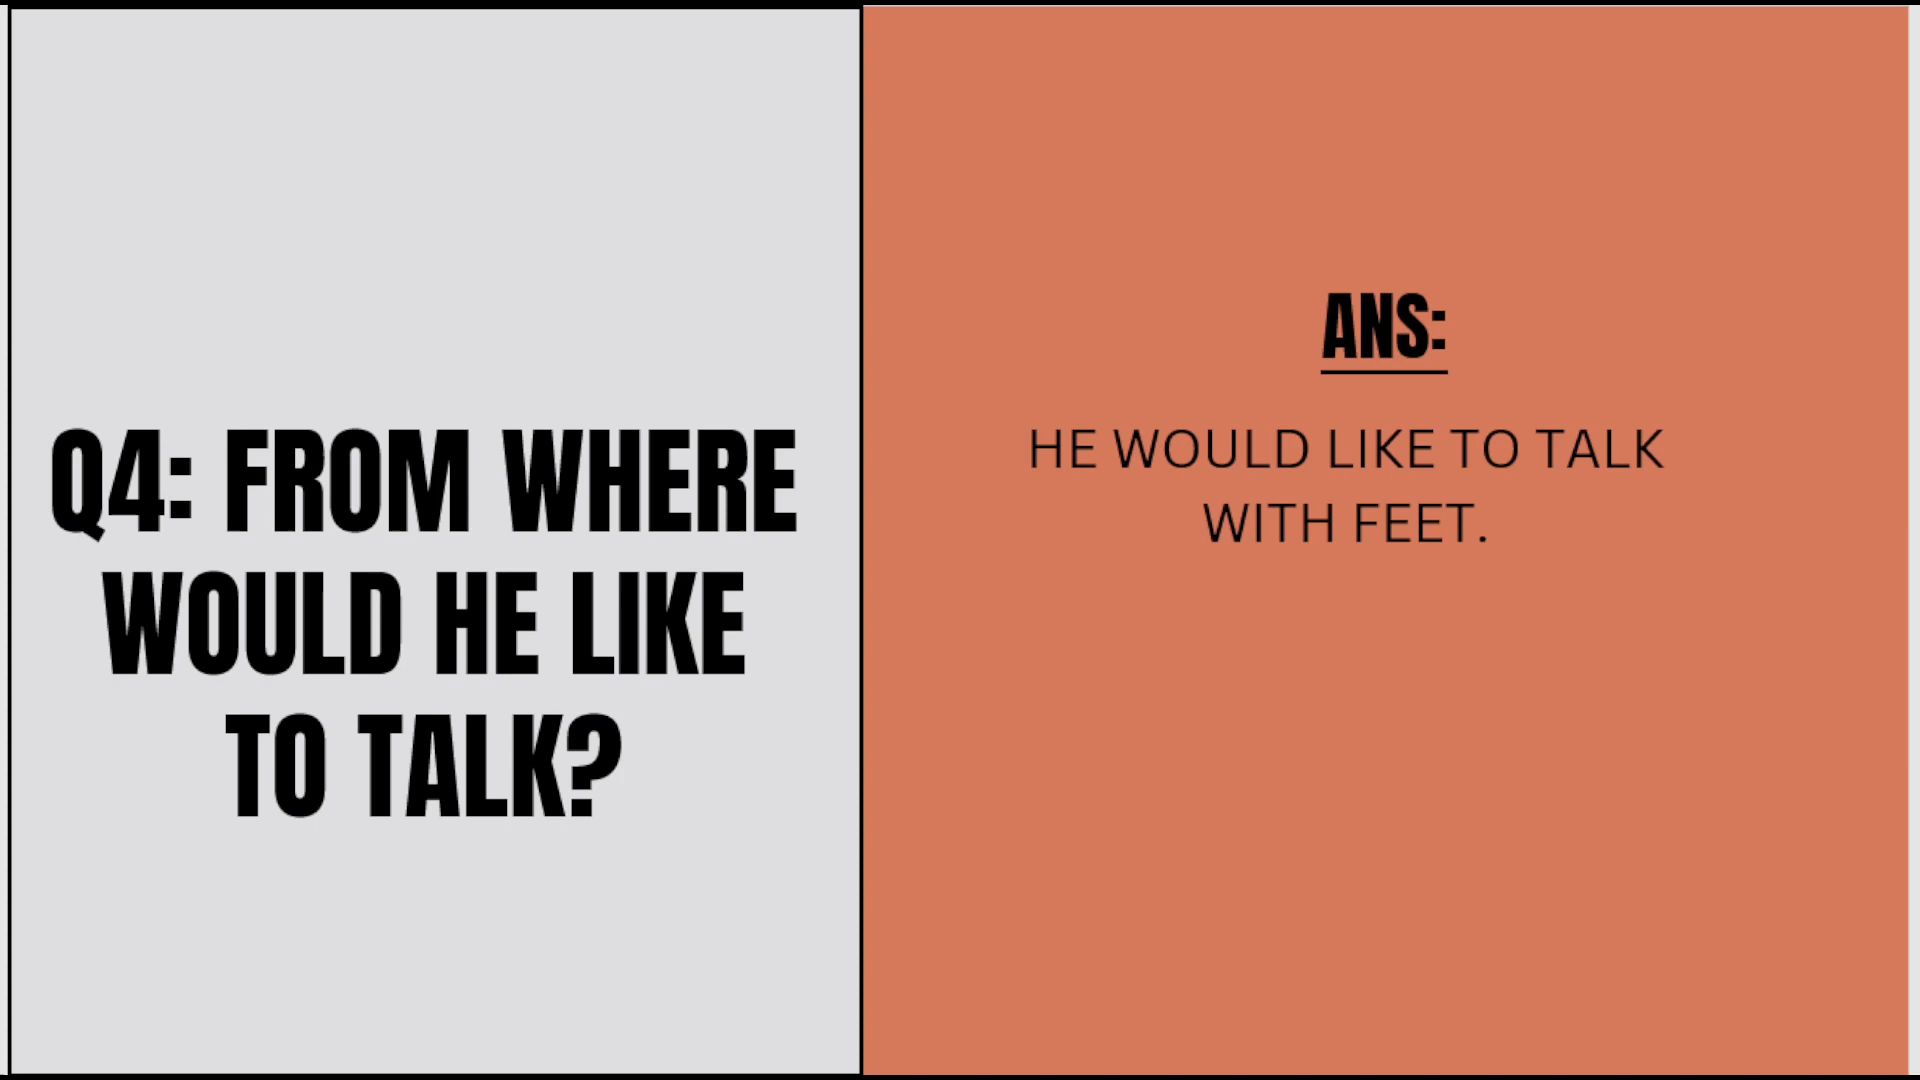 Q4: FROM WHERE
WOULD HE LIKE
TO TALK?
ANS:
HE WOULD LIKE TO TALK
WITH FEET.